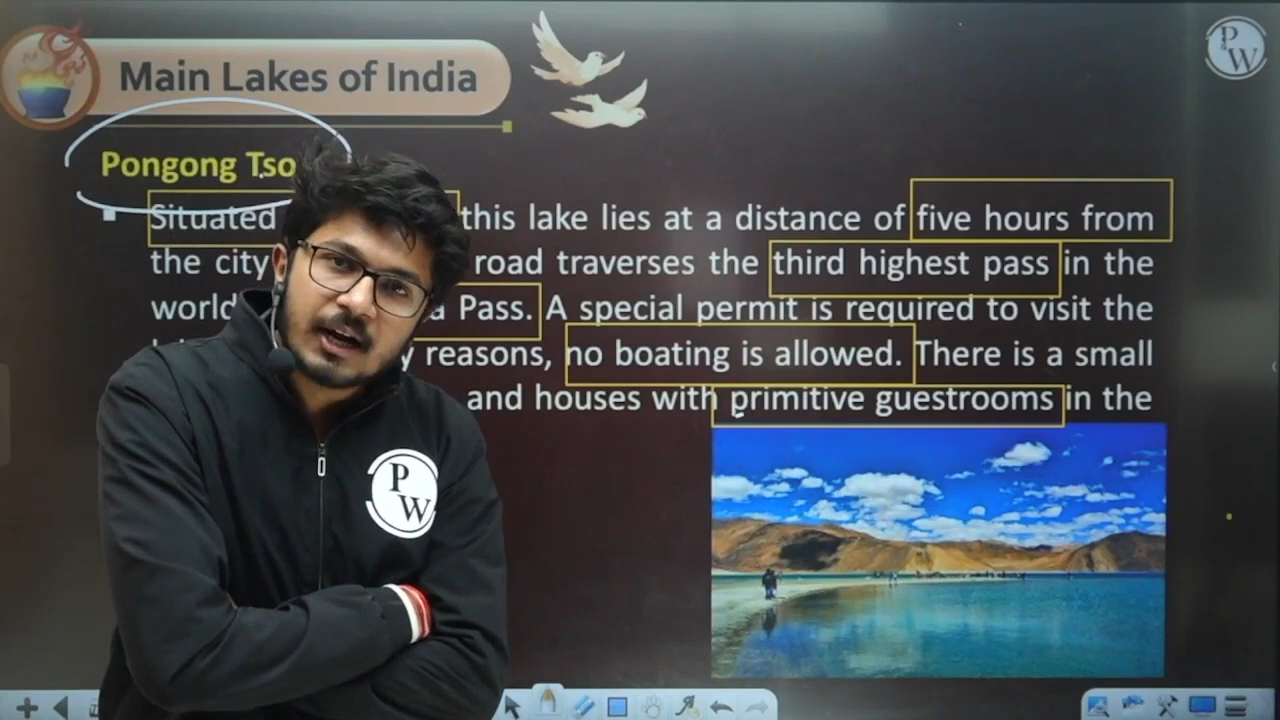 Main Lakes of India
P
W
Pongong Tso
Situated this lake lies at a distance of five hours from
the city road traverses the third highest pass in the
world Pass. A special permit is required to visit the
reasons, no boating is allowed. There is a small
and houses with primitive guestrooms in the
P
W